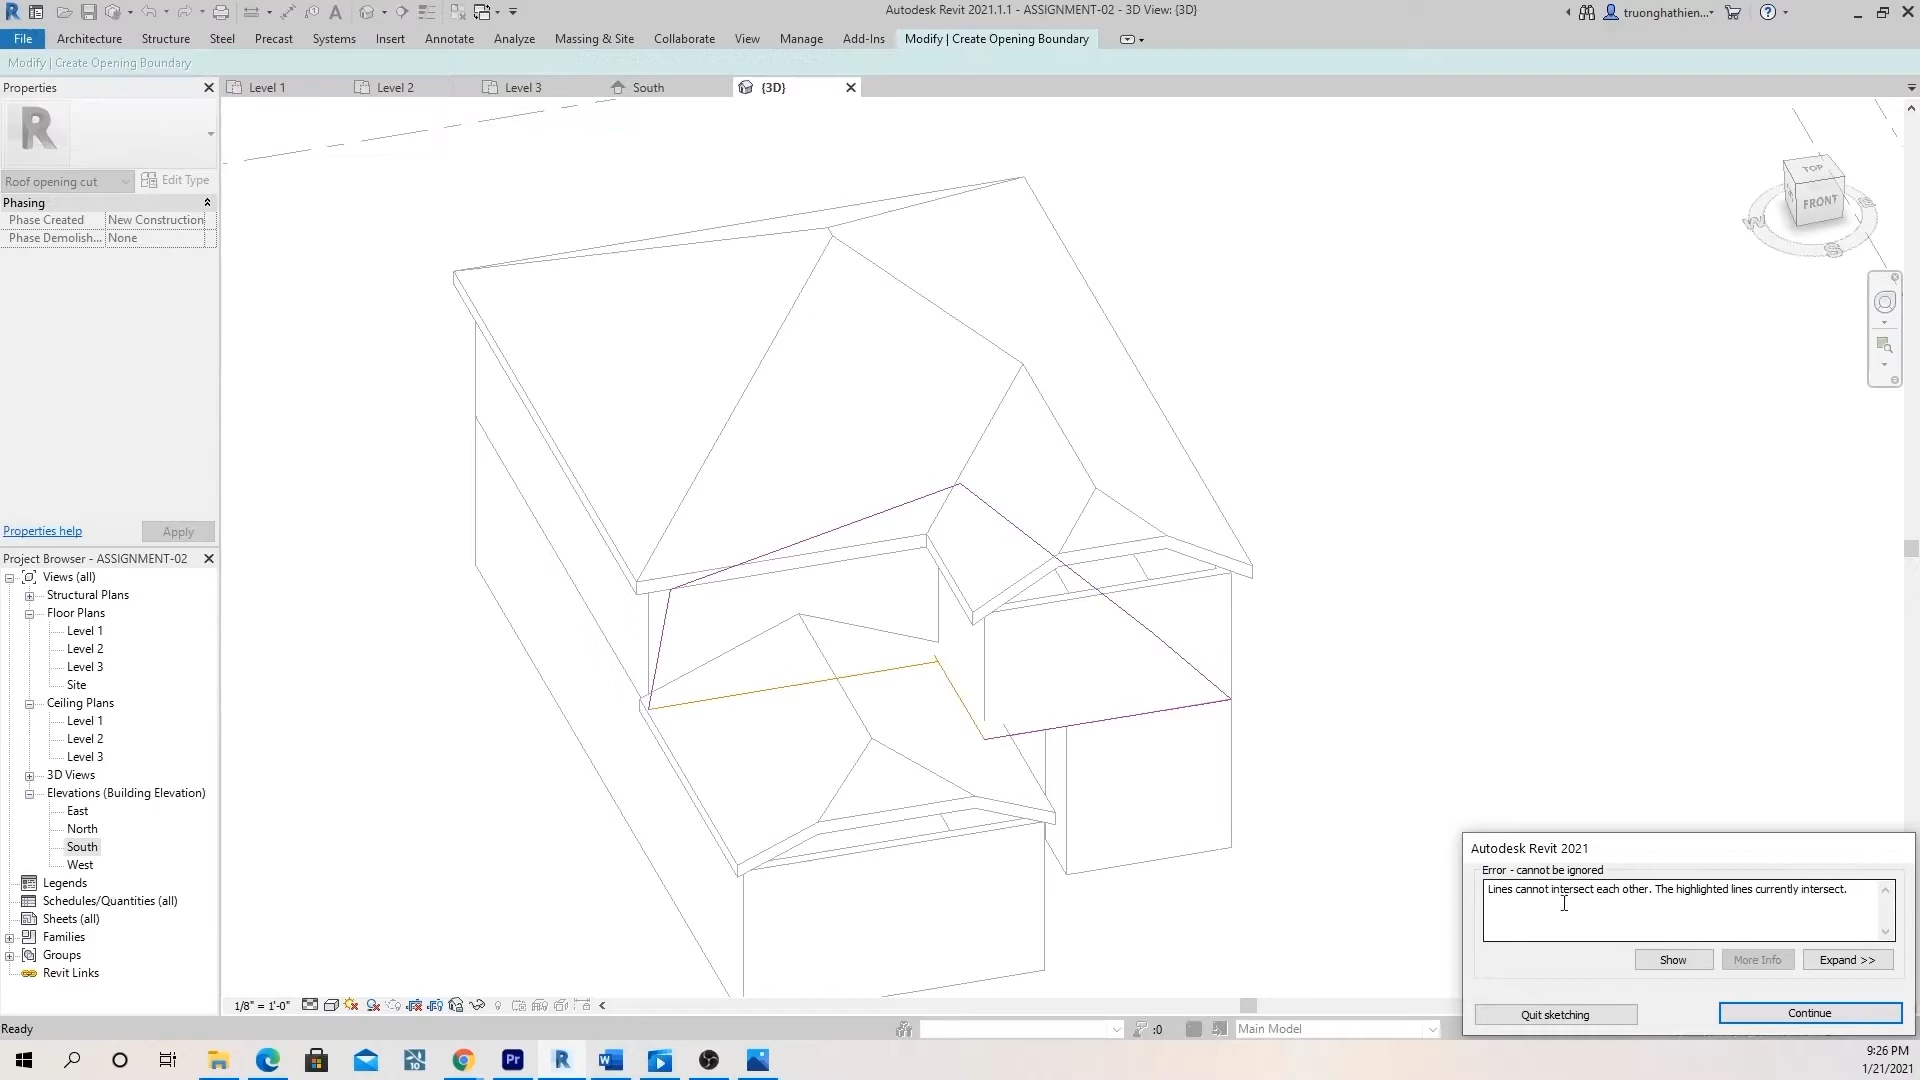 Autodesk Revit 2021.1.1 - ASSIGNMENT-02 - 3D View: {3D}
truonghathien...
File Architecture Structure Steel Precast Systems Insert Annotate Analyze Massing & Site Collaborate View Manage Add-Ins Modify | Create Opening Boundary
Modify | Create Opening Boundary
Properties
Level 1
Level 2
Level 3
South
{3D}
R
Roof opening cut
Edit Type
Phasing
Phase Created New Construction
Phase Demolish... None
TOP
FRONT
W
S
Properties help
Apply
Project Browser - ASSIGNMENT-02
Views (all)
Structural Plans
Floor Plans
Level 1
Level 2
Level 3
Site
Ceiling Plans
Level 1
Level 2
Level 3
3D Views
Elevations (Building Elevation)
East
North
South
West
Legends
Schedules/Quantities (all)
Sheets (all)
Families
Groups
Revit Links
Autodesk Revit 2021
Error - cannot be ignored
Lines cannot intersect each other. The highlighted lines currently intersect.
Show
More Info
Expand >>
Quit sketching
Continue
1/8" = 1'-0"
Ready
:0
Main Model
9:26 PM
1/21/2021